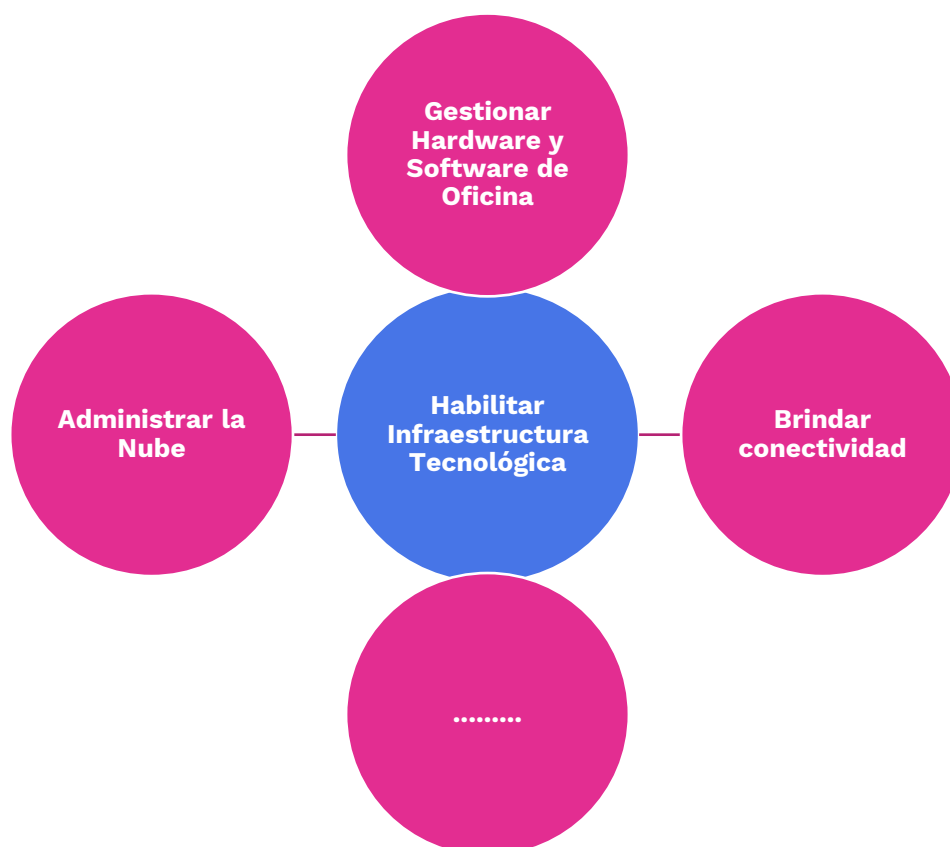 Gestionar
Hardware y
Software de
Oficina
Administrar la
Nube
Habilitar
Infraestructura
Tecnológica
Brindar
conectividad
.........